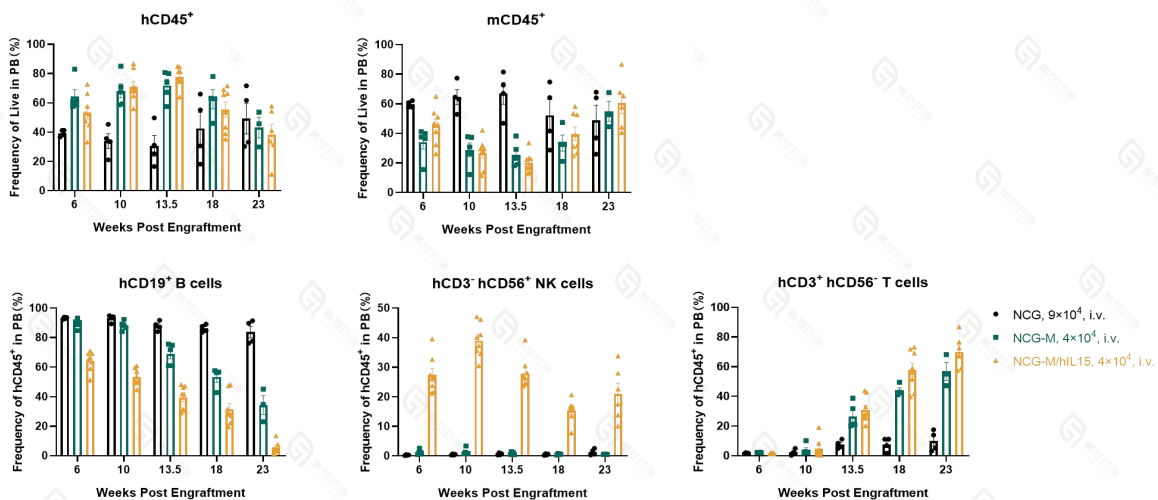 hCD45⁺
Frequency of Live in PB(%)
100
80
60
40
20
0
6 10 13.5 18 23
Weeks Post Engraftment
mCD45⁺
Frequency of Live in PB(%)
100
80
60
40
20
0
6 10 13.5 18 23
Weeks Post Engraftment
hCD19⁺ B cells
Frequency of hCD45⁺ in PB(%)
100
80
60
40
20
0
6 10 13.5 18 23
Weeks Post Engraftment
hCD3⁻ hCD56⁺ NK cells
Frequency of hCD45⁺ in PB(%)
50
40
30
20
10
0
6 10 13.5 18 23
Weeks Post Engraftment
hCD3⁺ hCD56⁻ T cells
Frequency of hCD45⁺ in PB(%)
100
80
60
40
20
0
6 10 13.5 18 23
Weeks Post Engraftment
NCG, 9×10⁴, i.v.
NCG-M, 4×10⁴, i.v.
NCG-M/hIL15, 4×10⁴, i.v.